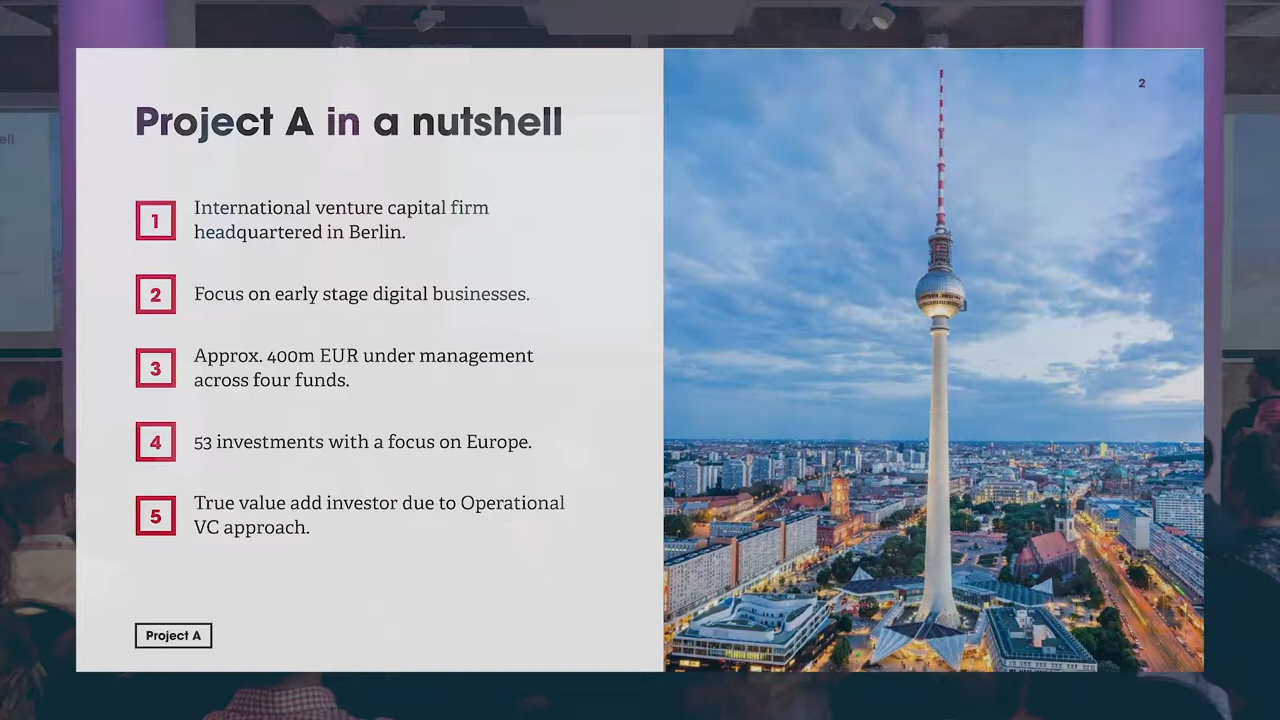 Project A in a nutshell
1
International venture capital firm
headquartered in Berlin.
2
Focus on early stage digital businesses.
3
Approx. 400m EUR under management
across four funds.
4
53 investments with a focus on Europe.
5
True value add investor due to Operational
VC approach.
Project A
2
ell